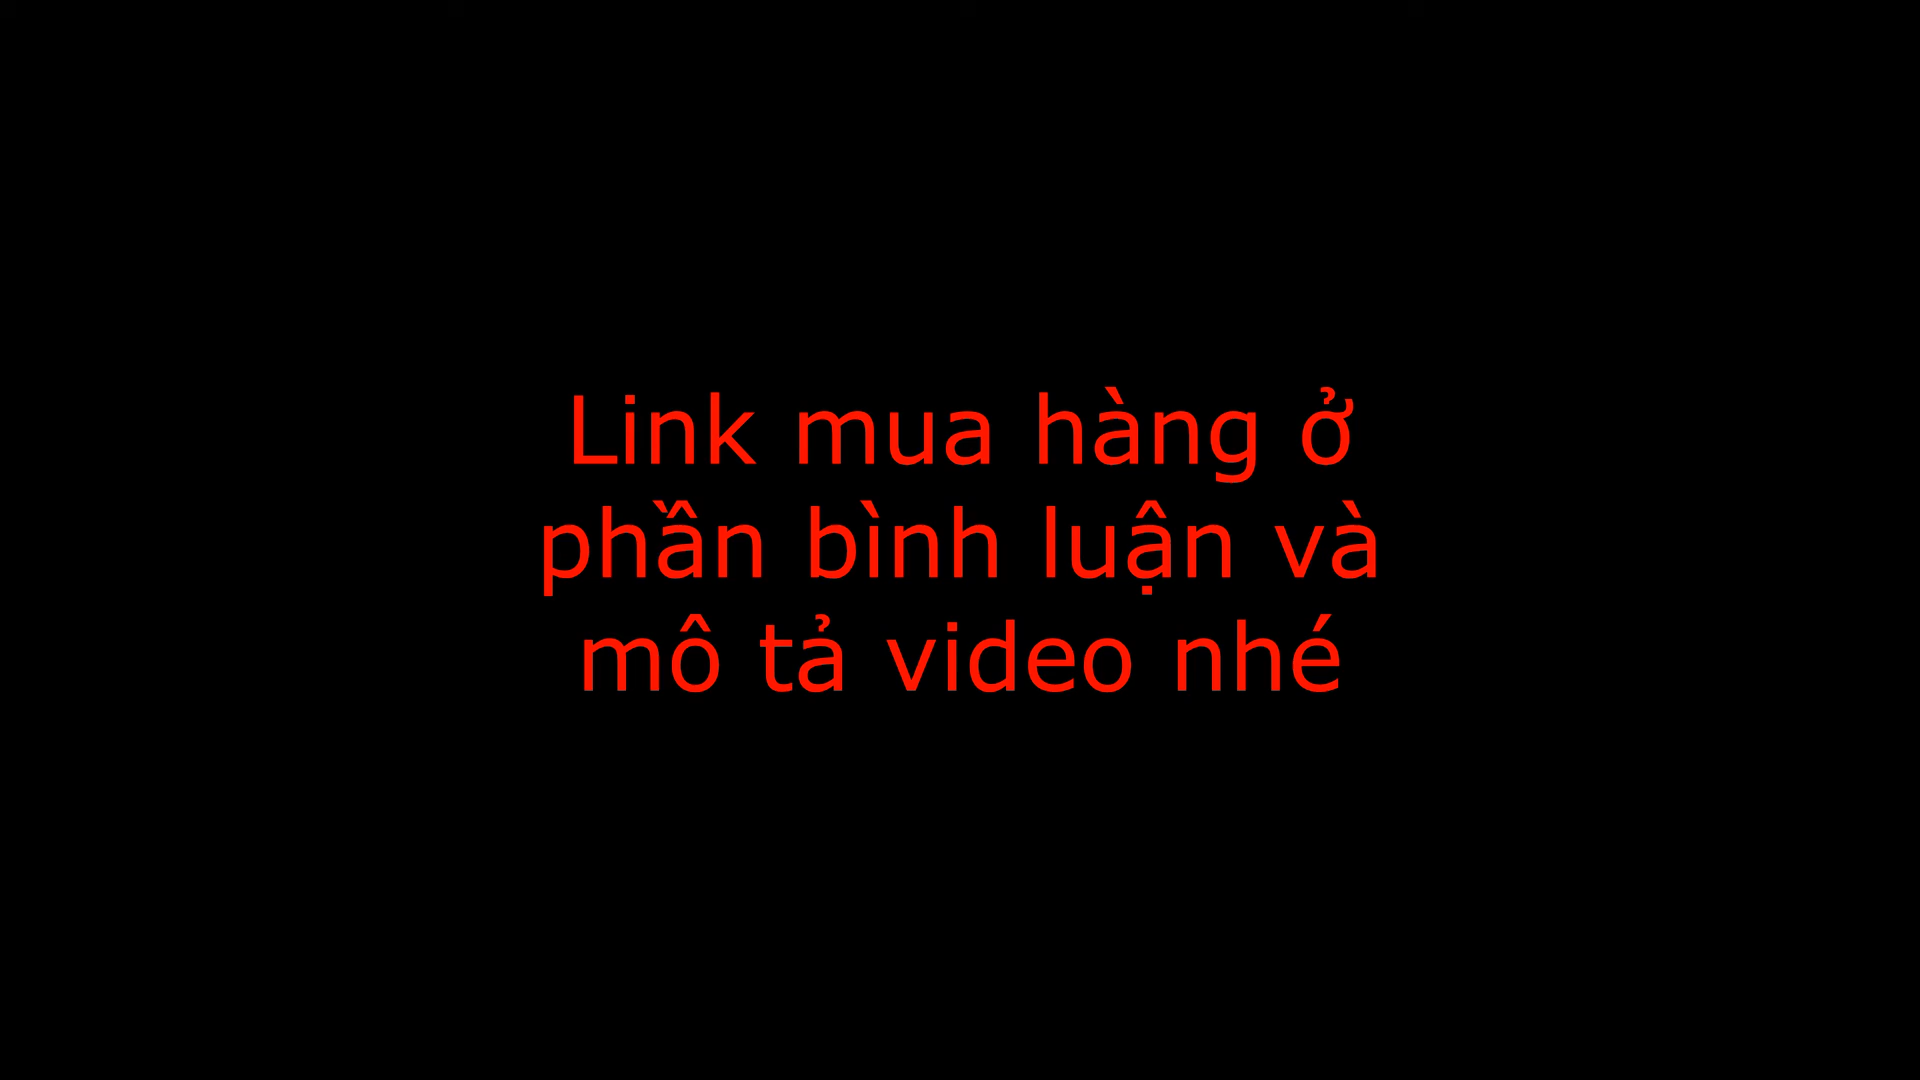 Link mua hàng ở
phần bình luận và
mô tả video nhé